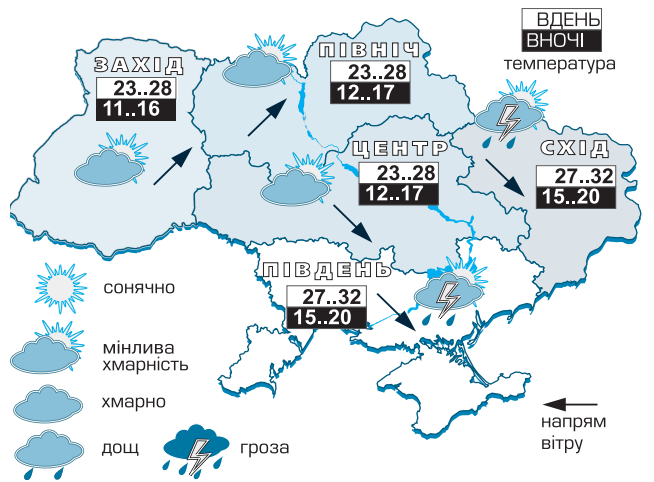 ВДЕНЬ
ВНОЧІ
температура
ЗАХІД
23..28
11..16
ПІВНІЧ
23..28
12..17
ЦЕНТР
23..28
12..17
СХІД
27..32
15..20
ПІВДЕНЬ
27..32
15..20
сонячно
мінлива
хмарність
хмарно
дощ
гроза
напрям
вітру